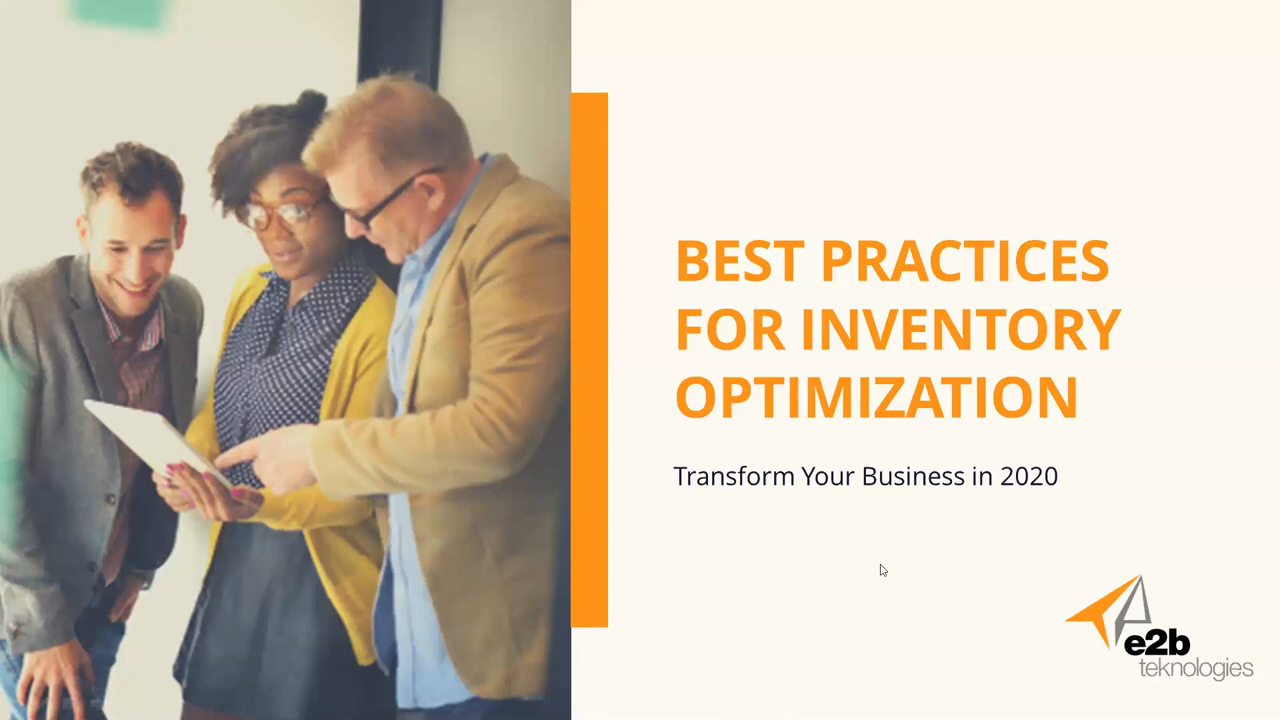 BEST PRACTICES
FOR INVENTORY
OPTIMIZATION
Transform Your Business in 2020
e2b
teknologies